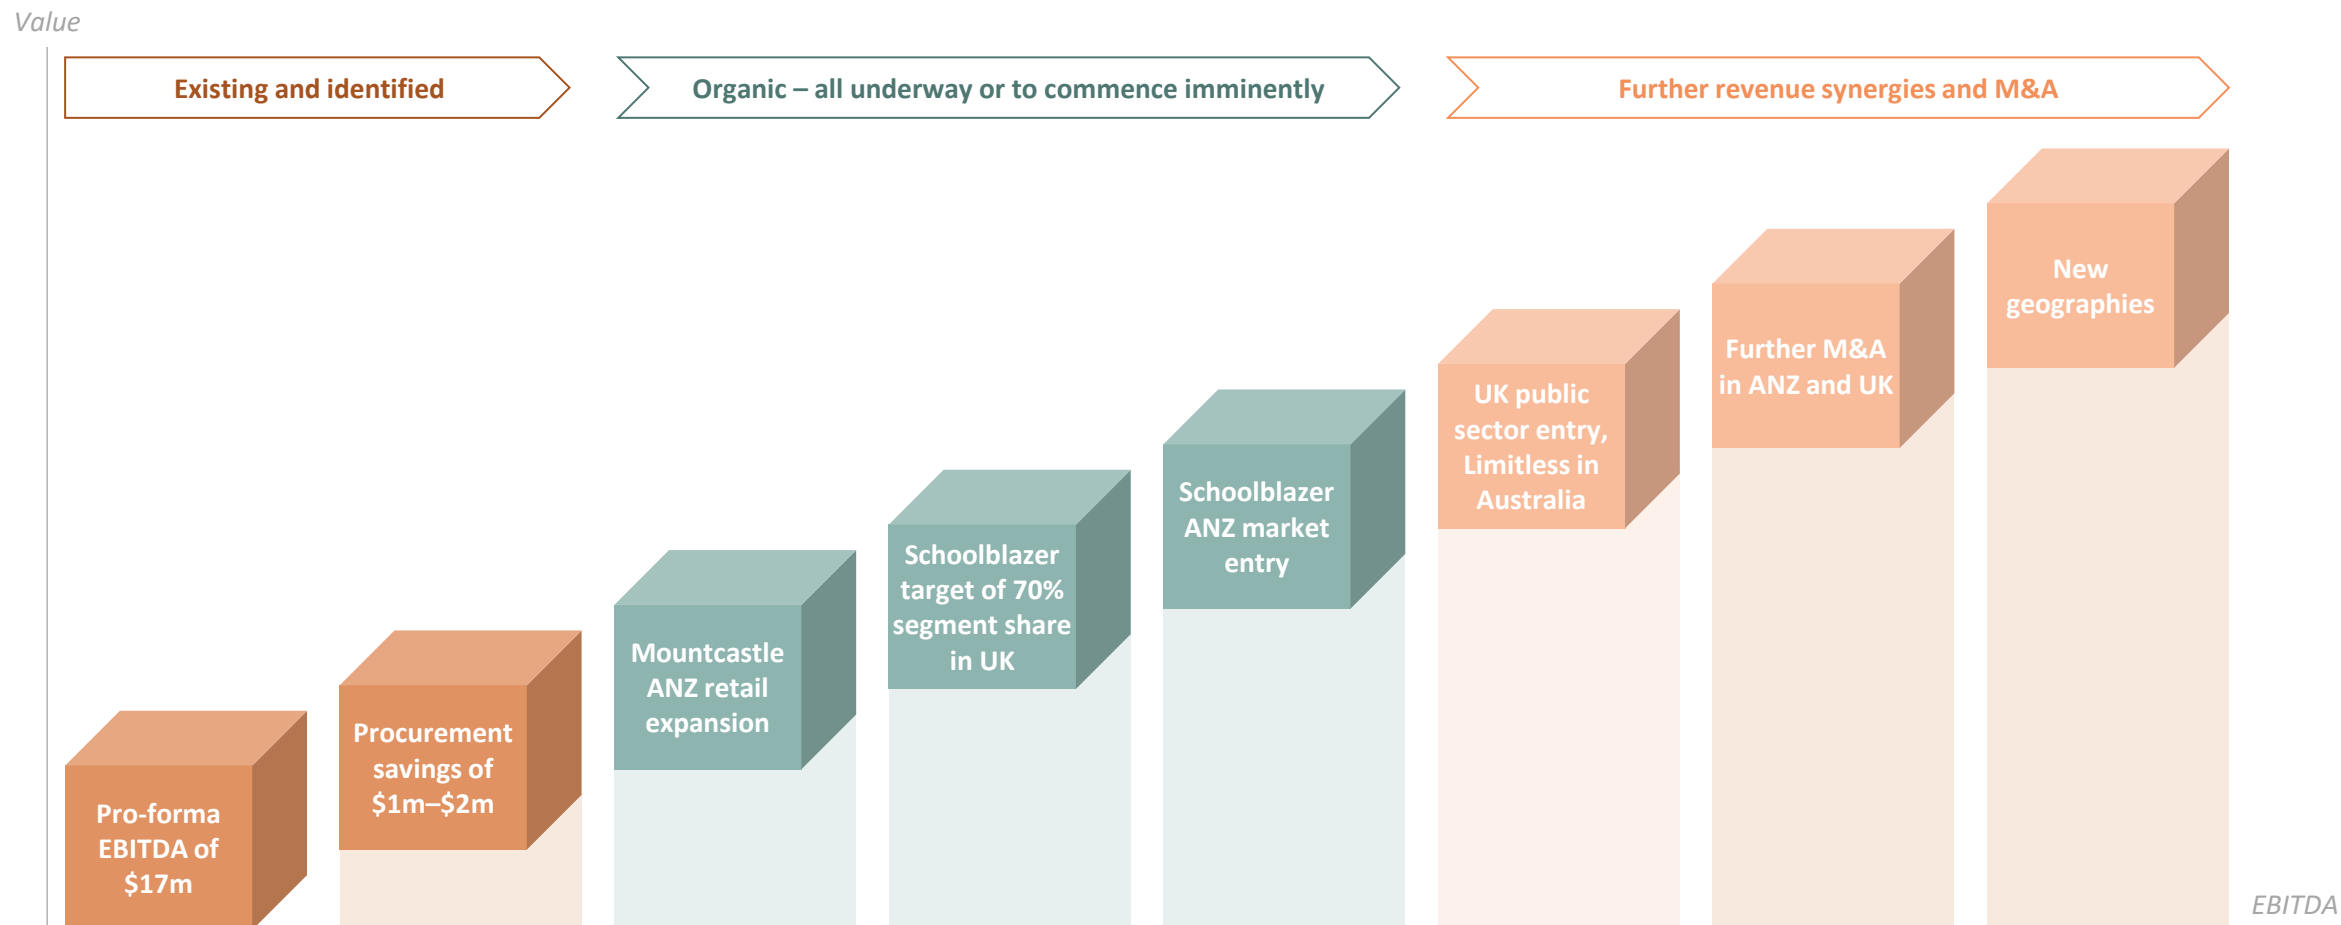 Value
Existing and identified
Organic – all underway or to commence imminently
Further revenue synergies and M&A
Pro-forma
EBITDA of
$17m
Procurement
savings of
$1m–$2m
Mountcastle
ANZ retail
expansion
Schoolblazer
target of 70%
segment share
in UK
Schoolblazer
ANZ market
entry
UK public
sector entry,
Limitless in
Australia
Further M&A
in ANZ and UK
New
geographies
EBITDA